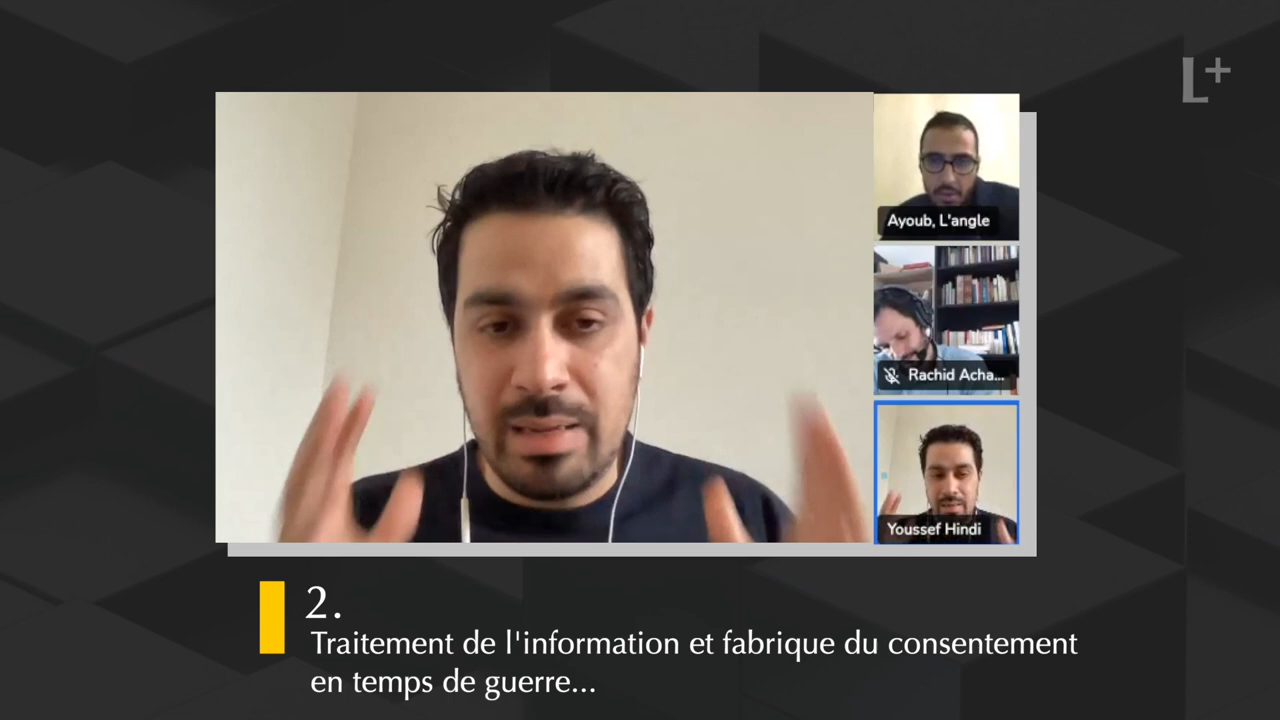 L+
Ayoub, L'angle
Rachid Acha...
Youssef Hindi
2.
Traitement de l'information et fabrique du consentement
en temps de guerre...